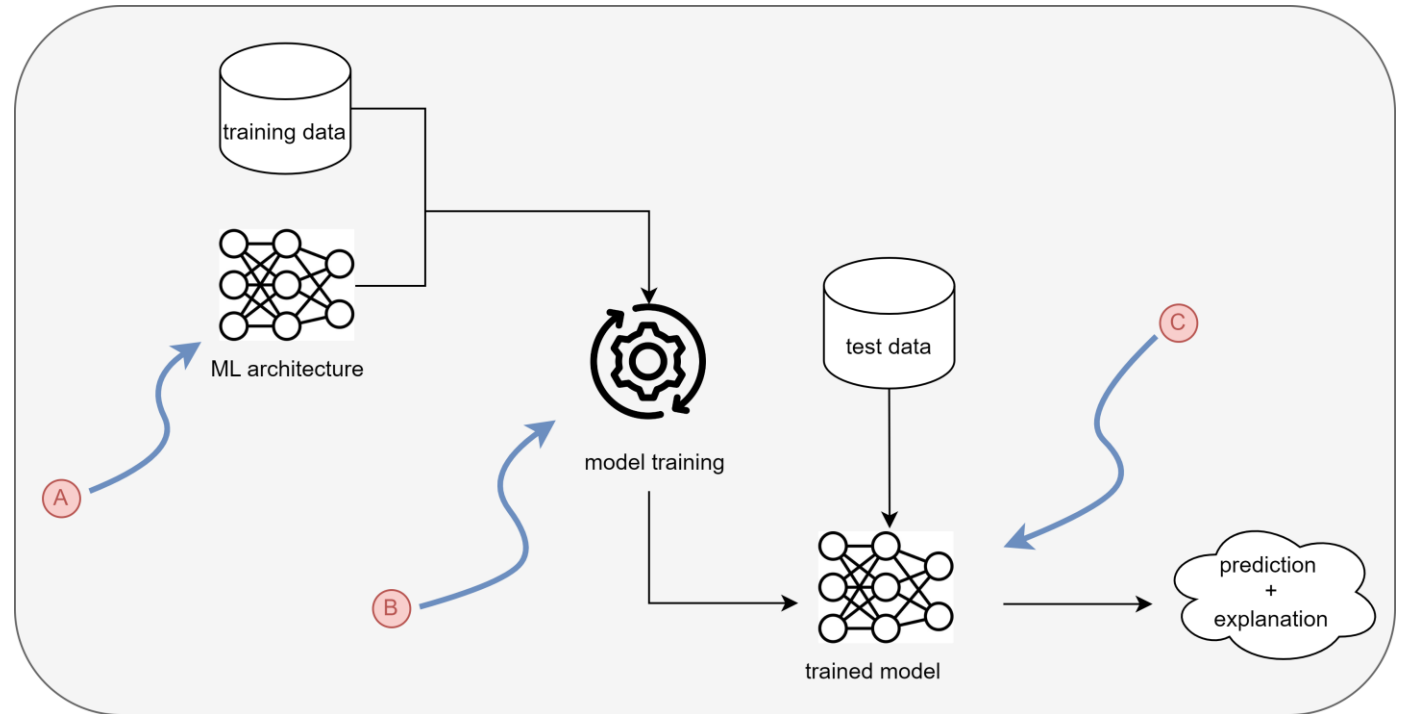 training data
ML architecture
A
model training
B
test data
C
trained model
prediction
+
explanation